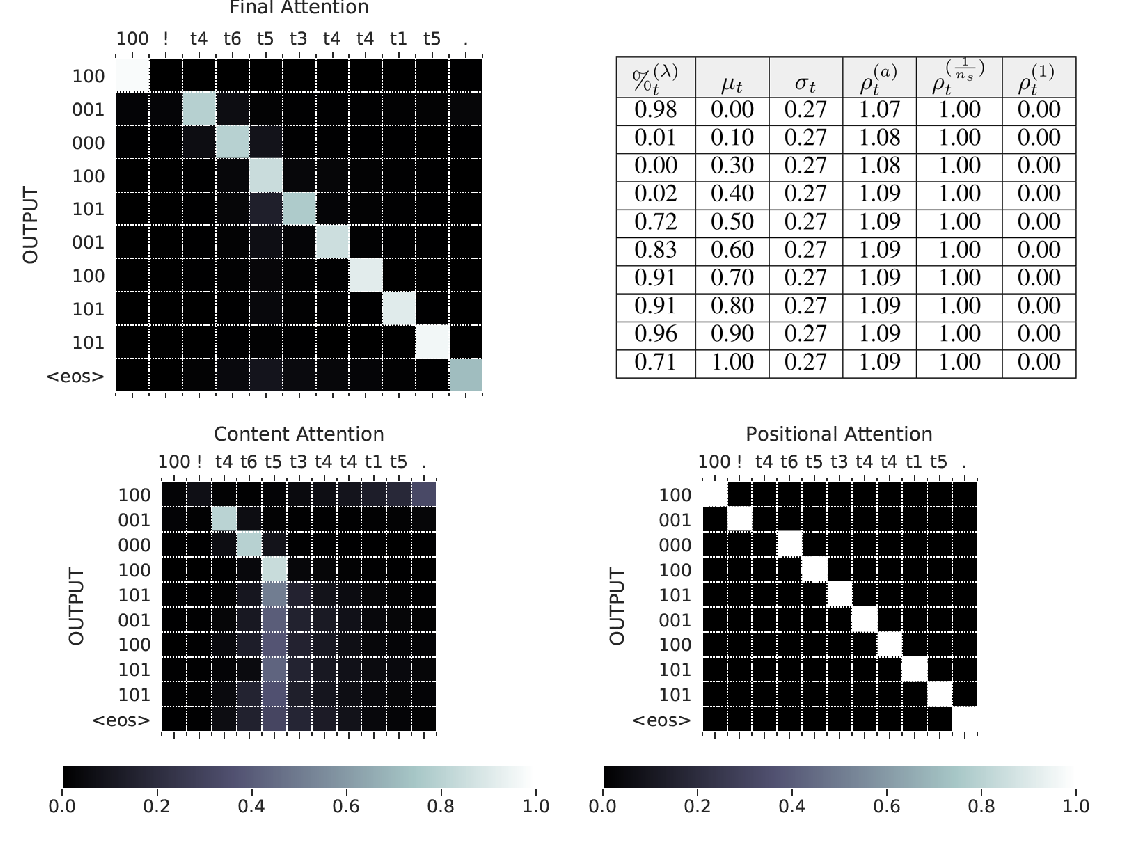 Final Attention
100 ! t4 t6 t5 t3 t4 t4 t1 t5 .
OUTPUT
100
001
000
100
101
001
100
101
101
<eos>
%_t^(λ) μ_t σ_t ρ_t^(a) ρ_t^(1/n_s) ρ_t^(1)
0.98 0.00 0.27 1.07 1.00 0.00
0.01 0.10 0.27 1.08 1.00 0.00
0.00 0.30 0.27 1.08 1.00 0.00
0.02 0.40 0.27 1.09 1.00 0.00
0.72 0.50 0.27 1.09 1.00 0.00
0.83 0.60 0.27 1.09 1.00 0.00
0.91 0.70 0.27 1.09 1.00 0.00
0.91 0.80 0.27 1.09 1.00 0.00
0.96 0.90 0.27 1.09 1.00 0.00
0.71 1.00 0.27 1.09 1.00 0.00
Content Attention
100 ! t4 t6 t5 t3 t4 t4 t1 t5 .
OUTPUT
100
001
000
100
101
001
100
101
101
<eos>
0.0 0.2 0.4 0.6 0.8 1.0
Positional Attention
100 ! t4 t6 t5 t3 t4 t4 t1 t5 .
OUTPUT
100
001
000
100
101
001
100
101
101
<eos>
0.0 0.2 0.4 0.6 0.8 1.0